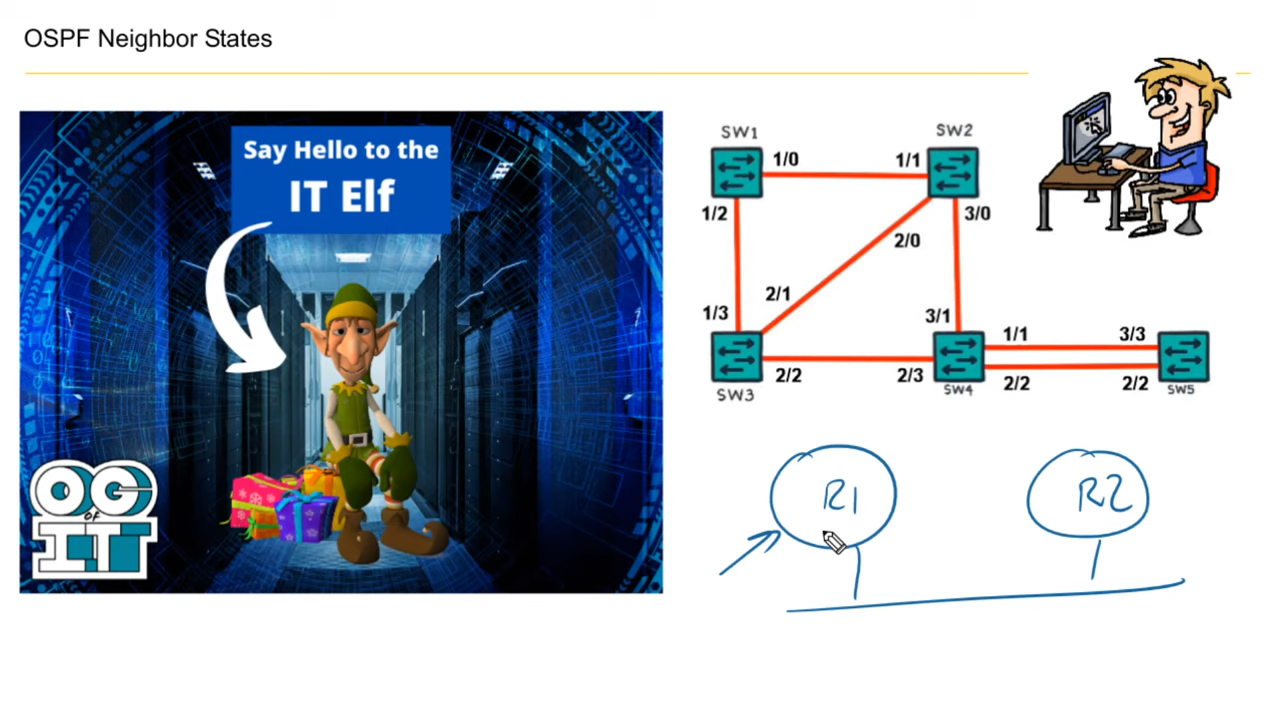 OSPF Neighbor States
Say Hello to the
IT Elf
OG
OF
IT
SW1
SW2
1/0
1/1
1/2
3/0
2/0
2/1
1/3
3/1
1/1
3/3
2/2
2/3
2/2
2/2
SW3
SW4
SW5
R1
R2